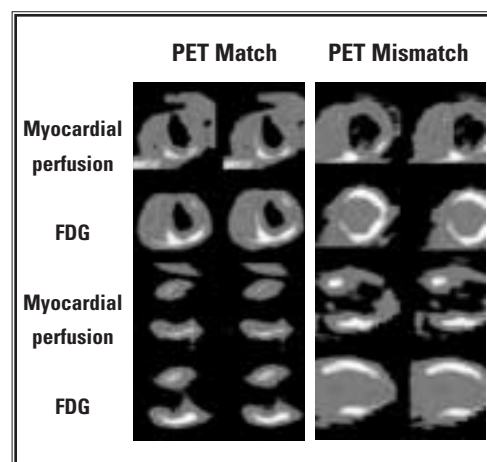 PET Match PET Mismatch
Myocardial
perfusion
FDG
Myocardial
perfusion
FDG